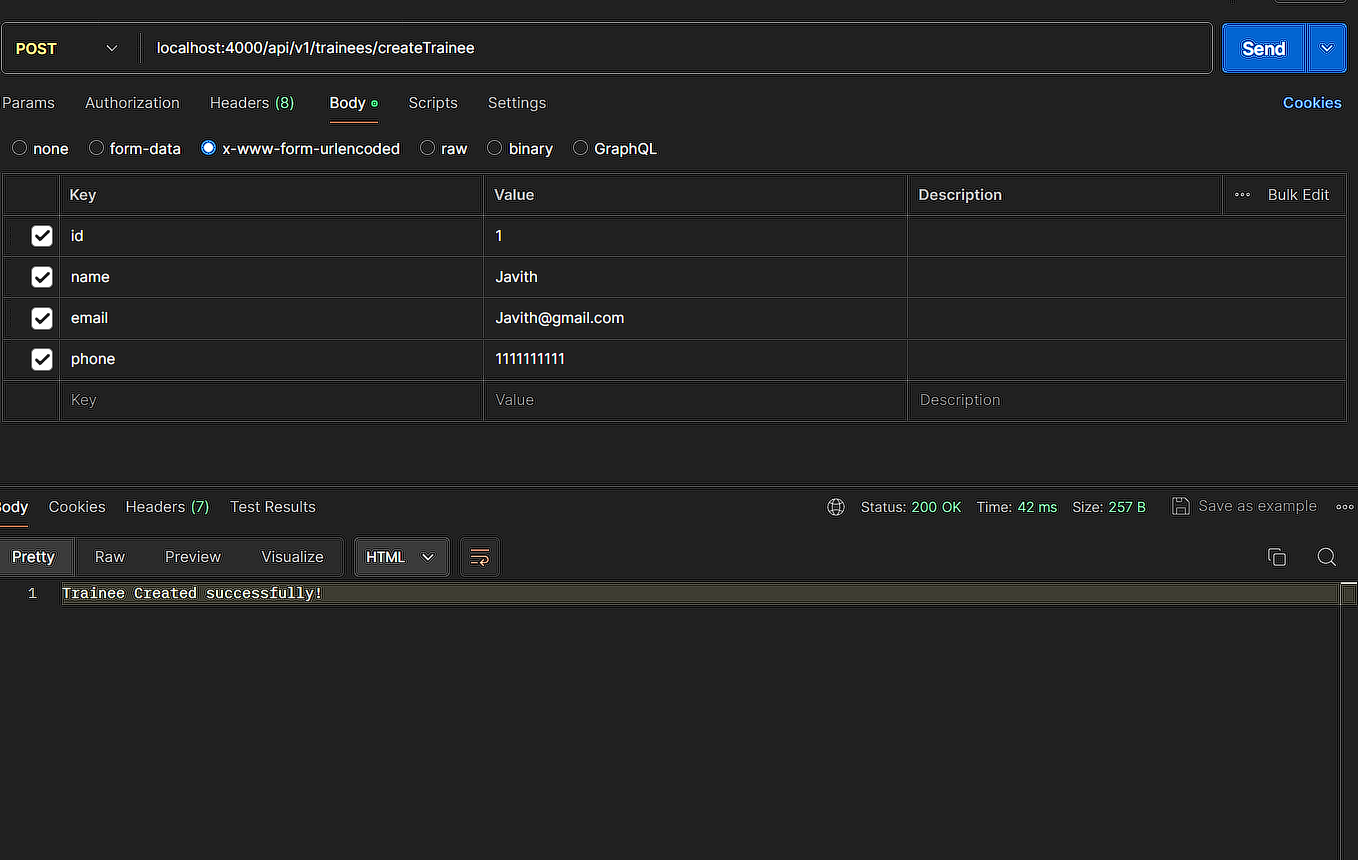 POST localhost:4000/api/v1/trainees/createTrainee Send
Params Authorization Headers (8) Body Scripts Settings Cookies
none form-data x-www-form-urlencoded raw binary GraphQL
Key Value Description Bulk Edit
id 1
name Javith
email Javith@gmail.com
phone 1111111111
Key Value Description
Body Cookies Headers (7) Test Results Status: 200 OK Time: 42 ms Size: 257 B Save as example
Pretty Raw Preview Visualize HTML
1 Trainee Created successfully!